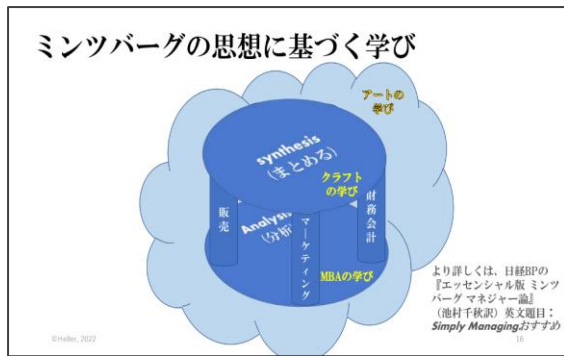 ミンツバーグの思想に基づく学び
アートの
学び
synthesis
(まとめる)
クラフト
の学び
販売
Analysis
(分析
マーケティング
財務会計
MBAの学び
より詳しくは、日経BPの
『エッセンシャル版 ミンツ
バーグ マネジャー論』
(池村千秋訳)英文題目:
Simply Managingおすすめ
©Heller, 2022
16